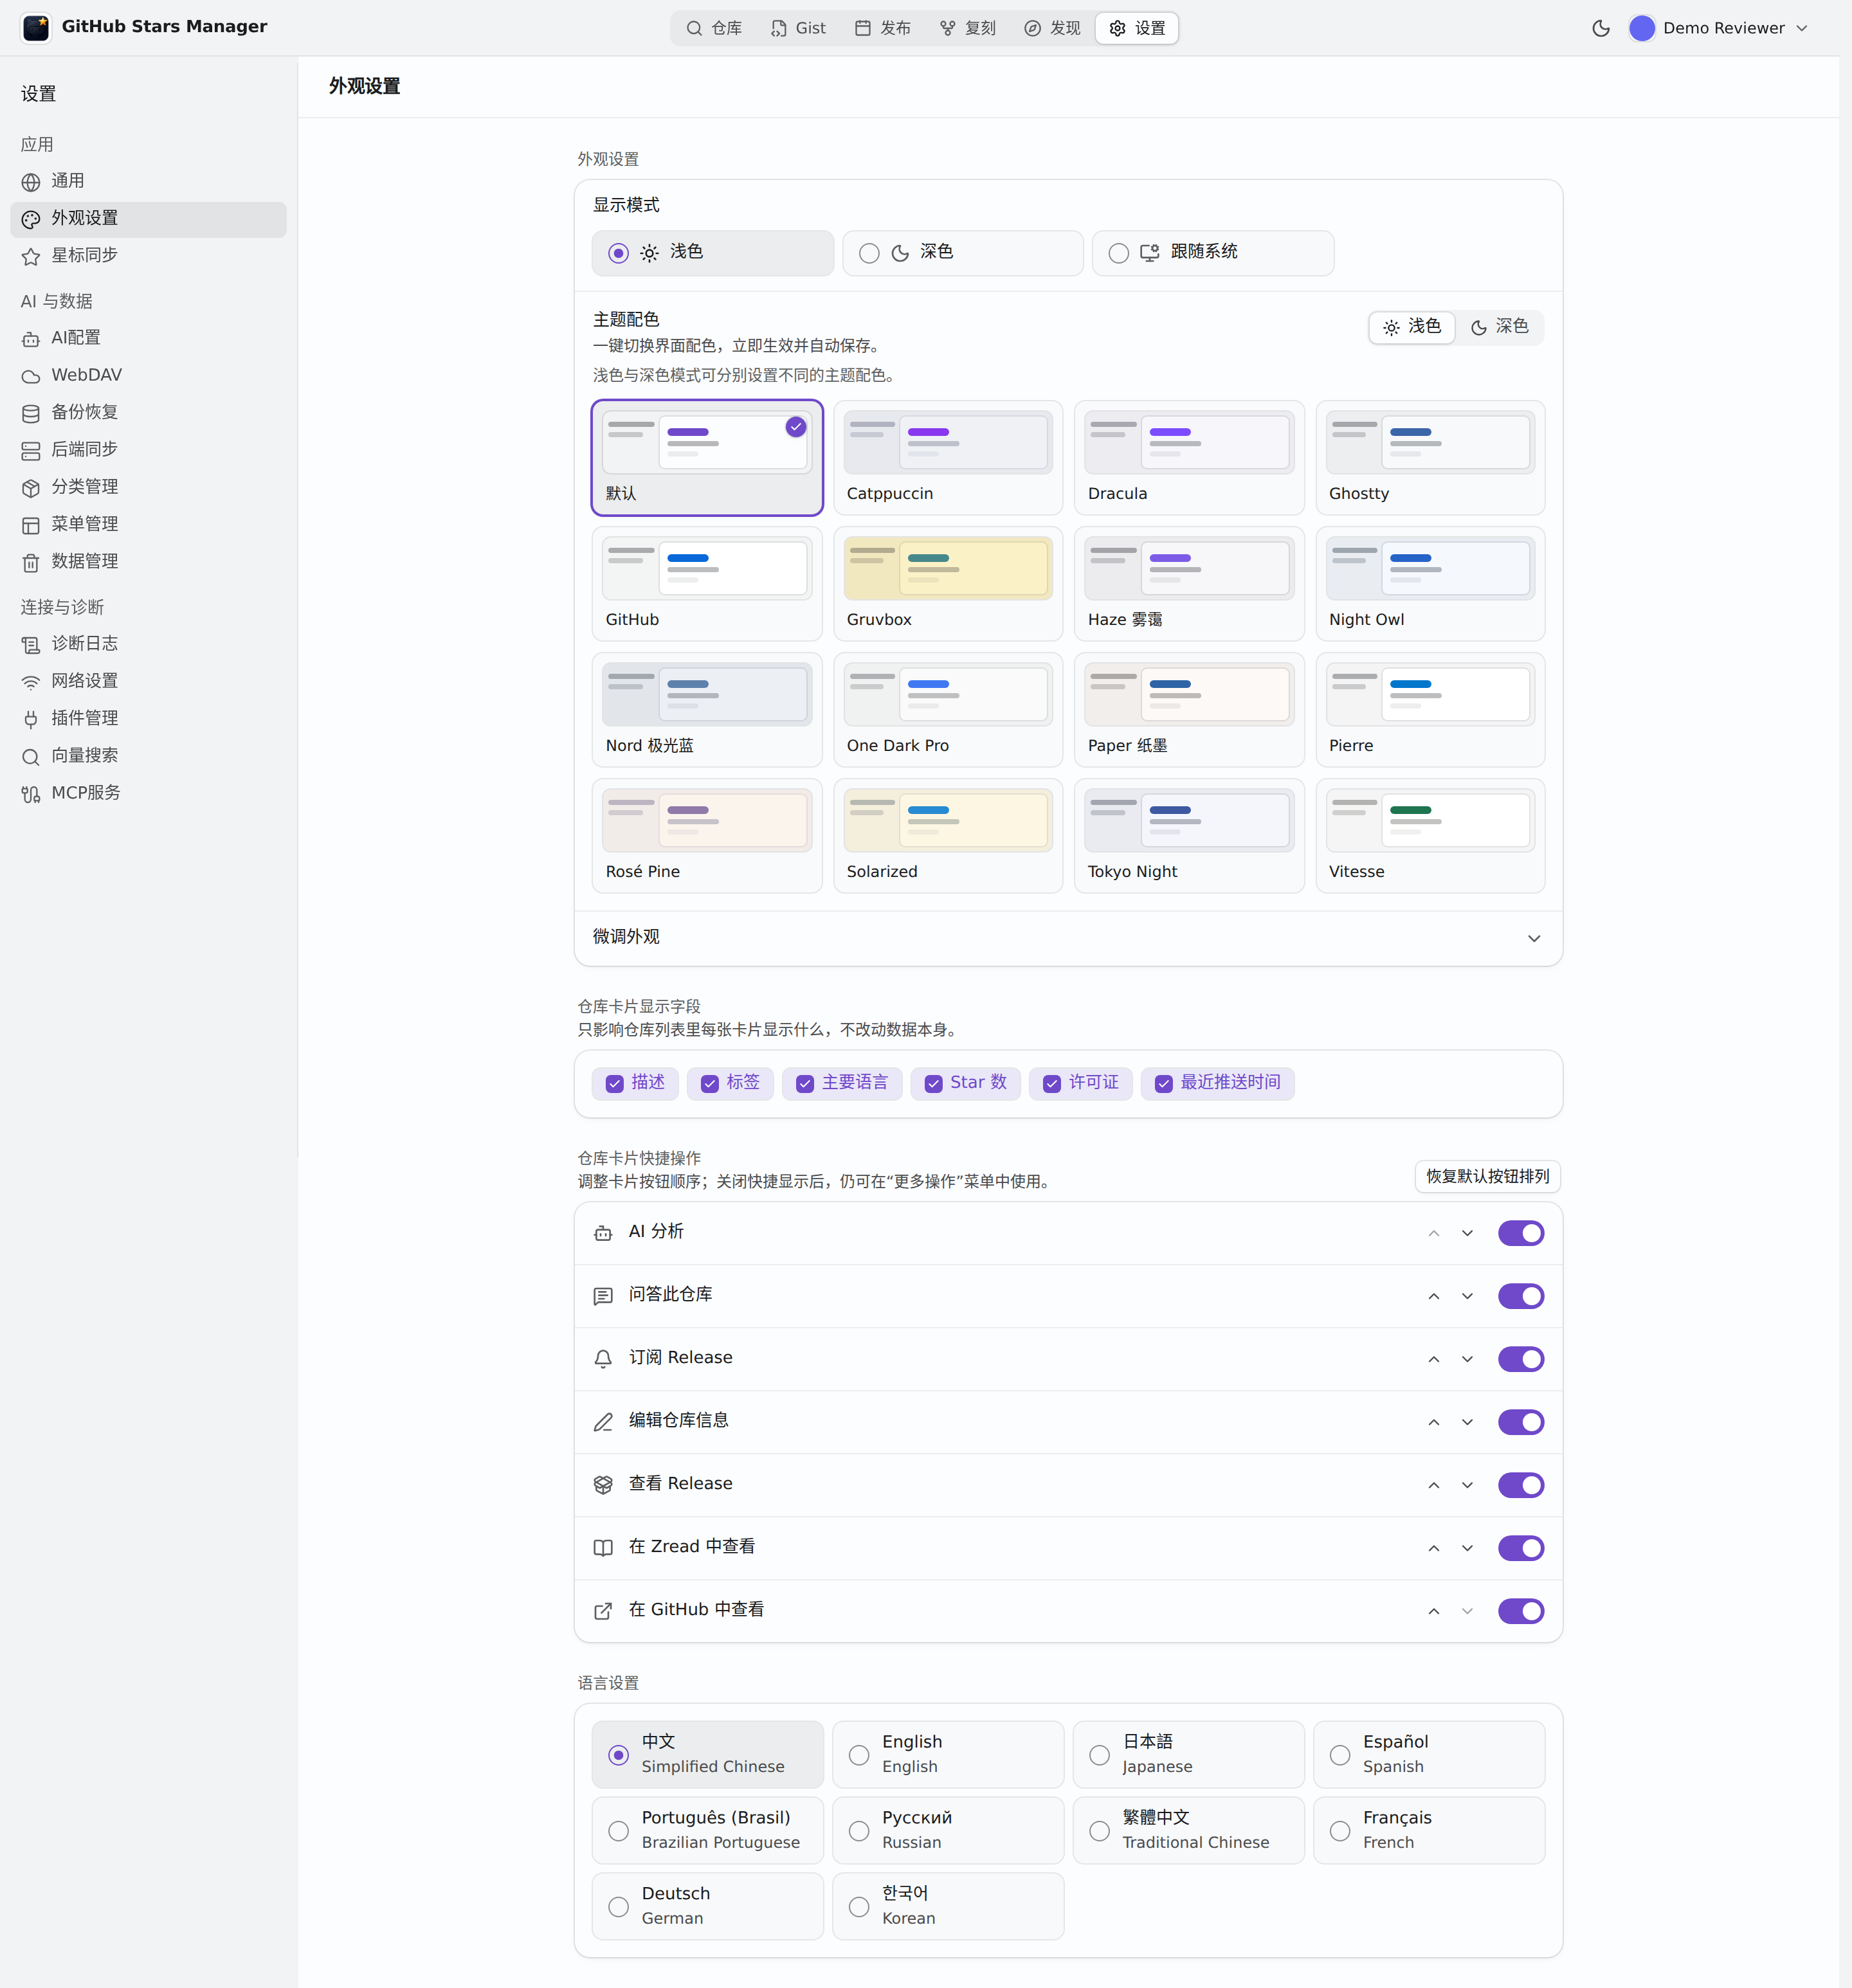 GitHub Stars Manager
仓库
Gist
发布
复刻
发现
设置
Demo Reviewer
设置
应用
通用
外观设置
星标同步
AI 与数据
AI配置
WebDAV
备份恢复
后端同步
分类管理
菜单管理
数据管理
连接与诊断
诊断日志
网络设置
插件管理
向量搜索
MCP服务
外观设置
外观设置
显示模式
浅色
深色
跟随系统
主题配色
一键切换界面配色，立即生效并自动保存。
浅色与深色模式可分别设置不同的主题配色。
浅色
深色
默认
Catppuccin
Dracula
Ghostty
GitHub
Gruvbox
Haze 雾霭
Night Owl
Nord 极光蓝
One Dark Pro
Paper 纸墨
Pierre
Rosé Pine
Solarized
Tokyo Night
Vitesse
微调外观
仓库卡片显示字段
只影响仓库列表里每张卡片显示什么，不改动数据本身。
描述
标签
主要语言
Star 数
许可证
最近推送时间
仓库卡片快捷操作
调整卡片按钮顺序；关闭快捷显示后，仍可在“更多操作”菜单中使用。
恢复默认按钮排列
AI 分析
问答此仓库
订阅 Release
编辑仓库信息
查看 Release
在 Zread 中查看
在 GitHub 中查看
语言设置
中文
Simplified Chinese
English
English
日本語
Japanese
Español
Spanish
Português (Brasil)
Brazilian Portuguese
Русский
Russian
繁體中文
Traditional Chinese
Français
French
Deutsch
German
한국어
Korean